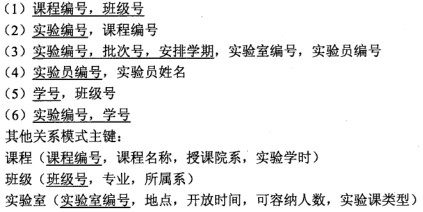 (1) 课程编号，班级号
(2) 实验编号，课程编号
(3) 实验编号，批次号，安排学期，实验室编号，实验员编号
(4) 实验员编号，实验员姓名
(5) 学号，班级号
(6) 实验编号，学号
其他关系模式主键：
课程（课程编号，课程名称，授课院系，实验学时）
班级（班级号，专业，所属系）
实验室（实验室编号，地点，开放时间，可容纳人数，实验课类型）